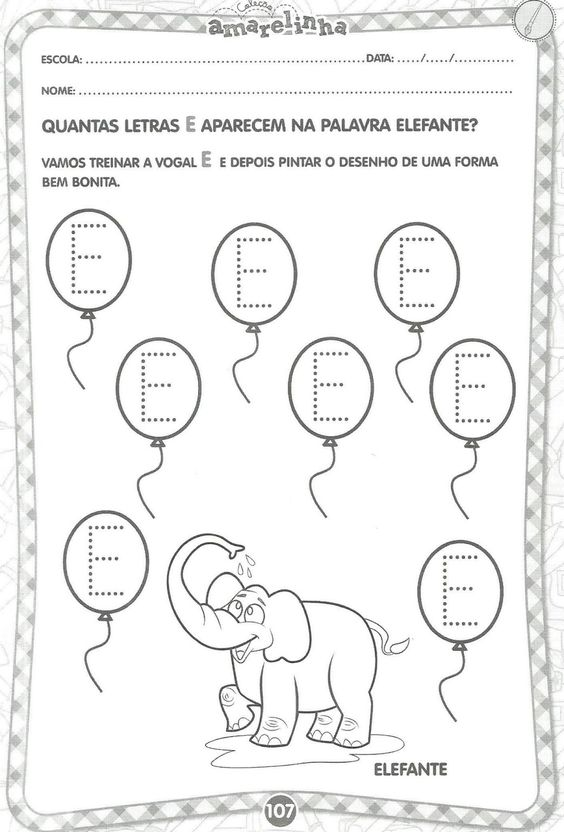 Coleção
amarelinha
ESCOLA: ........................................................ DATA: ...../...../.............
NOME: ........................................................................................
QUANTAS LETRAS E APARECEM NA PALAVRA ELEFANTE?
VAMOS TREINAR A VOGAL E E DEPOIS PINTAR O DESENHO DE UMA FORMA
BEM BONITA.
E E E
E E E
E E
ELEFANTE
107